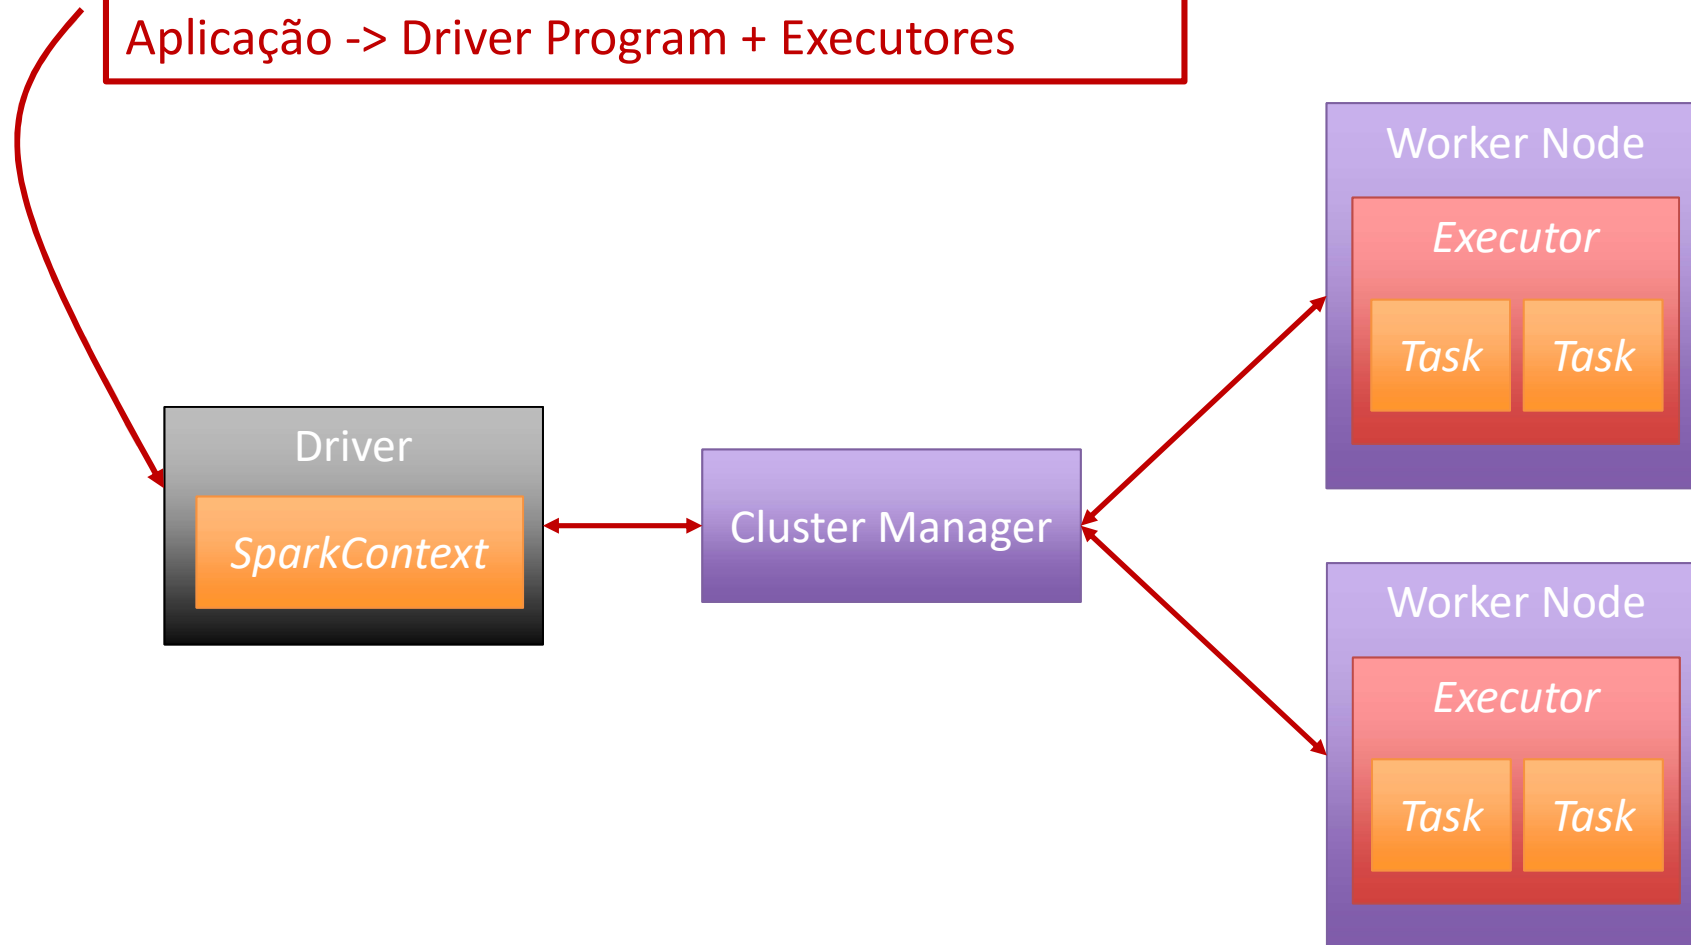 Aplicação -> Driver Program + Executores
Worker Node
Executor
Task Task
Driver
SparkContext
Cluster Manager
Worker Node
Executor
Task Task